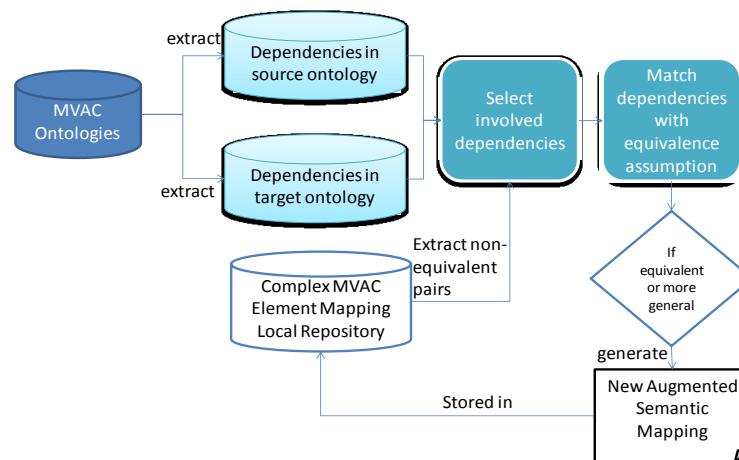 extract
Dependencies in
source ontology
MVAC
Ontologies
Select
involved
dependencies
Match
dependencies
with
equivalence
assumption
extract
Dependencies in
target ontology
Extract non-
equivalent
pairs
If
equivalent
or more
general
Complex MVAC
Element Mapping
Local Repository
generate
Stored in
New Augmented
Semantic
Mapping